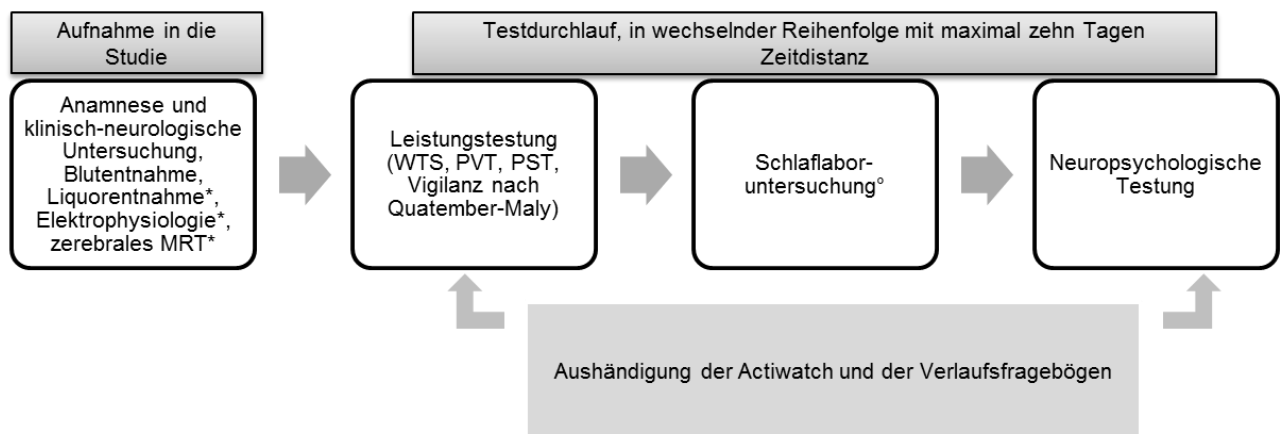 Aufnahme in die
Studie
Testdurchlauf, in wechselnder Reihenfolge mit maximal zehn Tagen
Zeitdistanz
Anamnese und
klinisch-neurologische
Untersuchung,
Blutentnahme,
Liquorentnahme*,
Elektrophysiologie*,
zerebrales MRT*
Leistungstestung
(WTS, PVT, PST,
Vigilanz nach
Quatember-Maly)
Schlaflabor-
untersuchung°
Neuropsychologische
Testung
Aushändigung der Actiwatch und der Verlaufsfragebögen